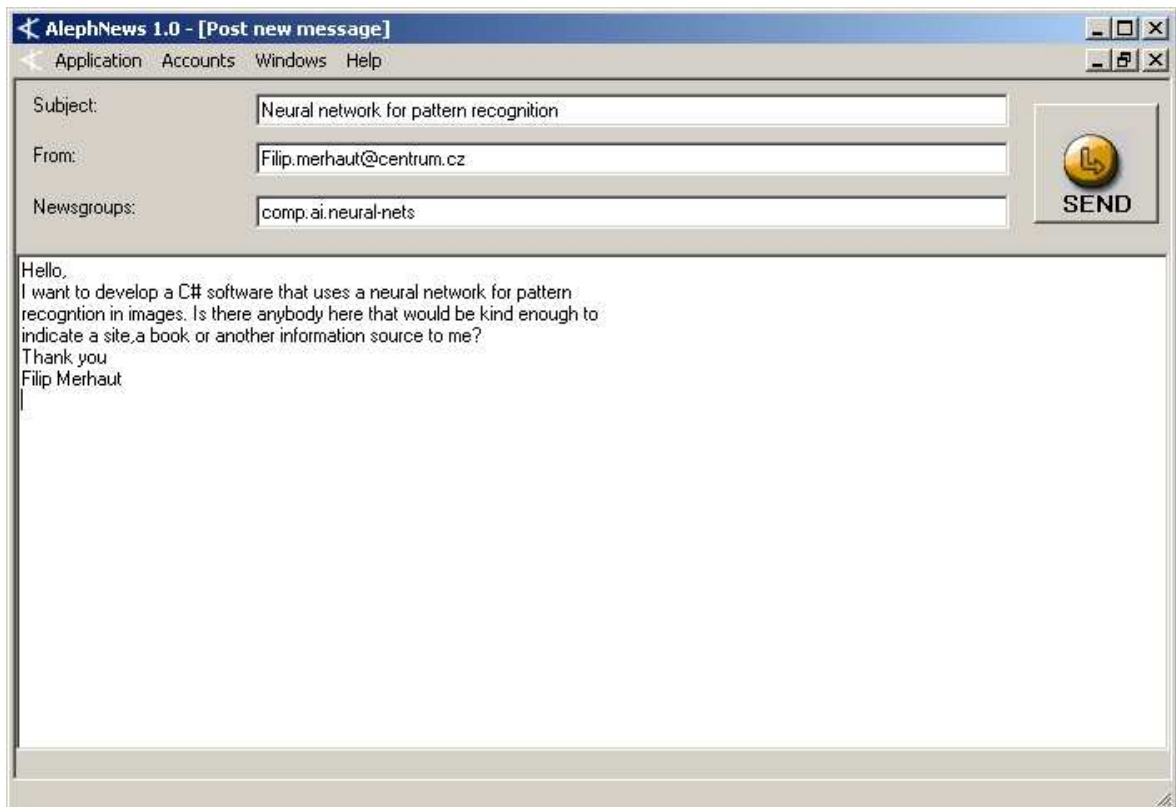 AlephNews 1.0 - [Post new message]
Application Accounts Windows Help
Subject: Neural network for pattern recognition
From: Filip.merhaut@centrum.cz
Newsgroups: comp.ai.neural-nets
SEND
Hello,
I want to develop a C# software that uses a neural network for pattern
recogntion in images. Is there anybody here that would be kind enough to
indicate a site,a book or another information source to me?
Thank you
Filip Merhaut